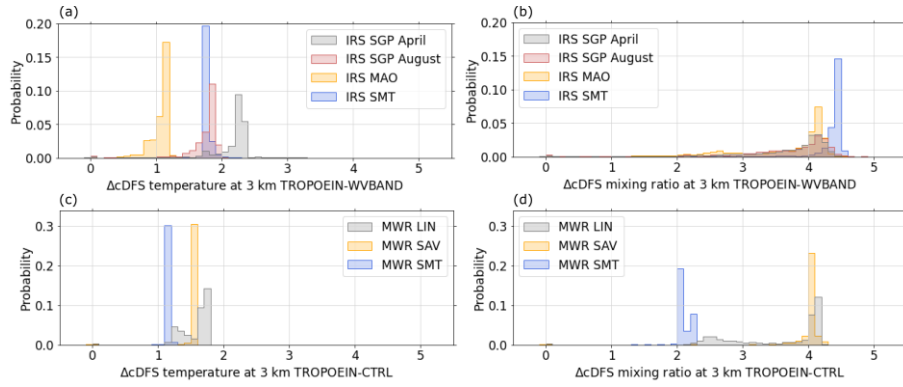 (a)
0.20
0.15
0.10
0.05
0.00
Probability
IRS SGP April
IRS SGP August
IRS MAO
IRS SMT
0 1 2 3 4 5
ΔcDFS temperature at 3 km TROPOEIN-WVBAND
(b)
0.20
0.15
0.10
0.05
0.00
Probability
IRS SGP April
IRS SGP August
IRS MAO
IRS SMT
0 1 2 3 4 5
ΔcDFS mixing ratio at 3 km TROPOEIN-WVBAND
(c)
0.3
0.2
0.1
0.0
Probability
MWR LIN
MWR SAV
MWR SMT
0 1 2 3 4 5
ΔcDFS temperature at 3 km TROPOEIN-CTRL
(d)
0.3
0.2
0.1
0.0
Probability
MWR LIN
MWR SAV
MWR SMT
0 1 2 3 4 5
ΔcDFS mixing ratio at 3 km TROPOEIN-CTRL